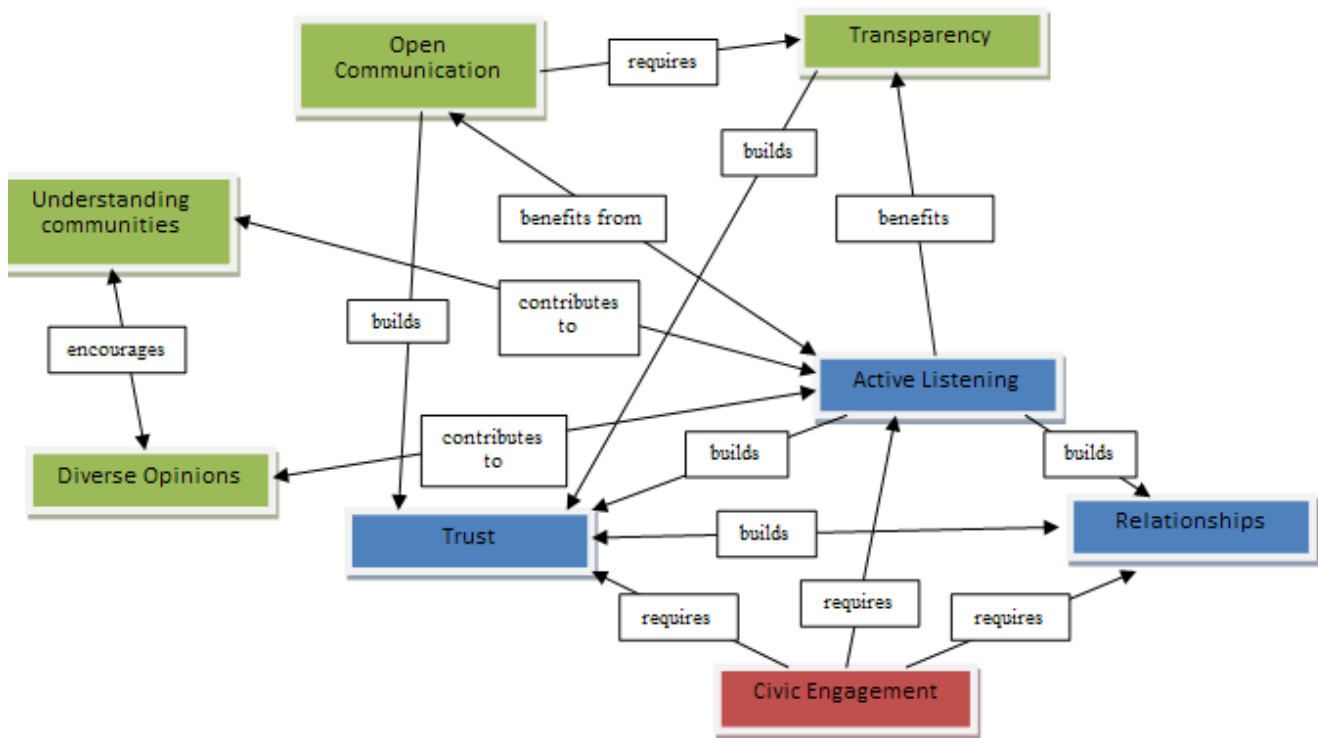 Open
Communication
requires
Transparency
builds
Understanding
communities
benefits from
benefits
contributes
to
builds
encourages
Active Listening
contributes
to
builds
builds
Diverse Opinions
Trust
builds
Relationships
requires
requires
requires
Civic Engagement